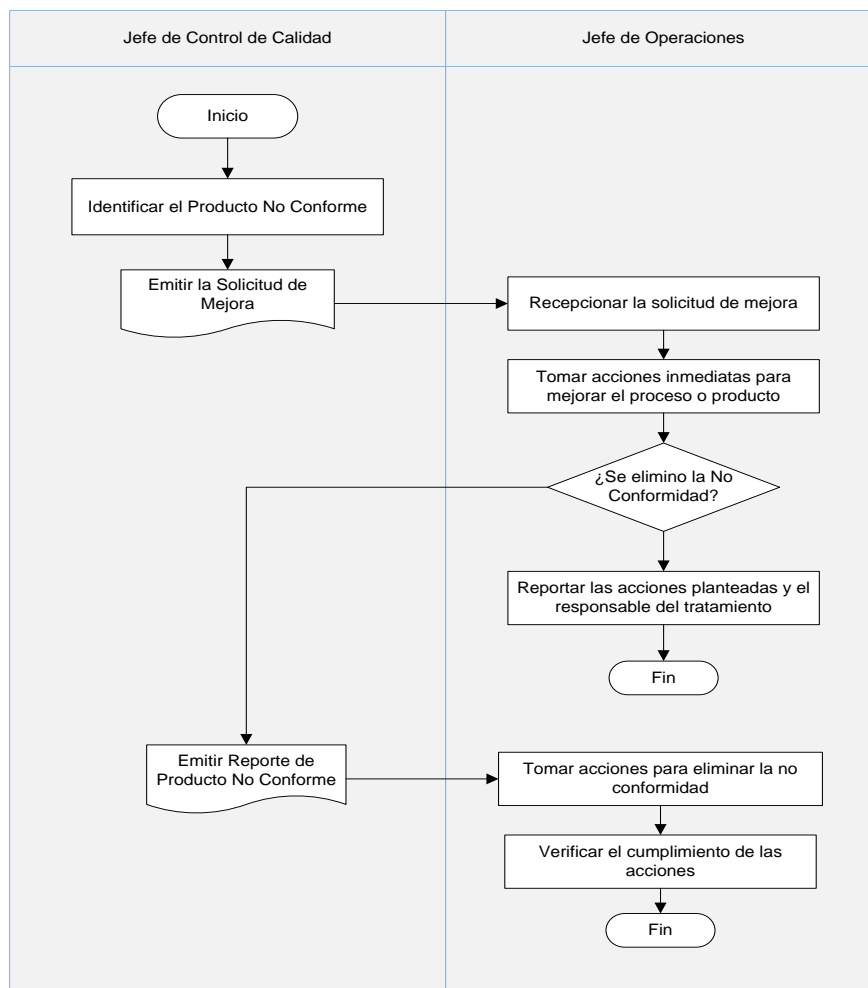 Jefe de Control de Calidad
Jefe de Operaciones
Inicio
Identificar el Producto No Conforme
Emitir la Solicitud de
Mejora
Recepcionar la solicitud de mejora
Tomar acciones inmediatas para
mejorar el proceso o producto
¿Se elimino la No
Conformidad?
Reportar las acciones planteadas y el
responsable del tratamiento
Fin
Emitir Reporte de
Producto No Conforme
Tomar acciones para eliminar la no
conformidad
Verificar el cumplimiento de las
acciones
Fin